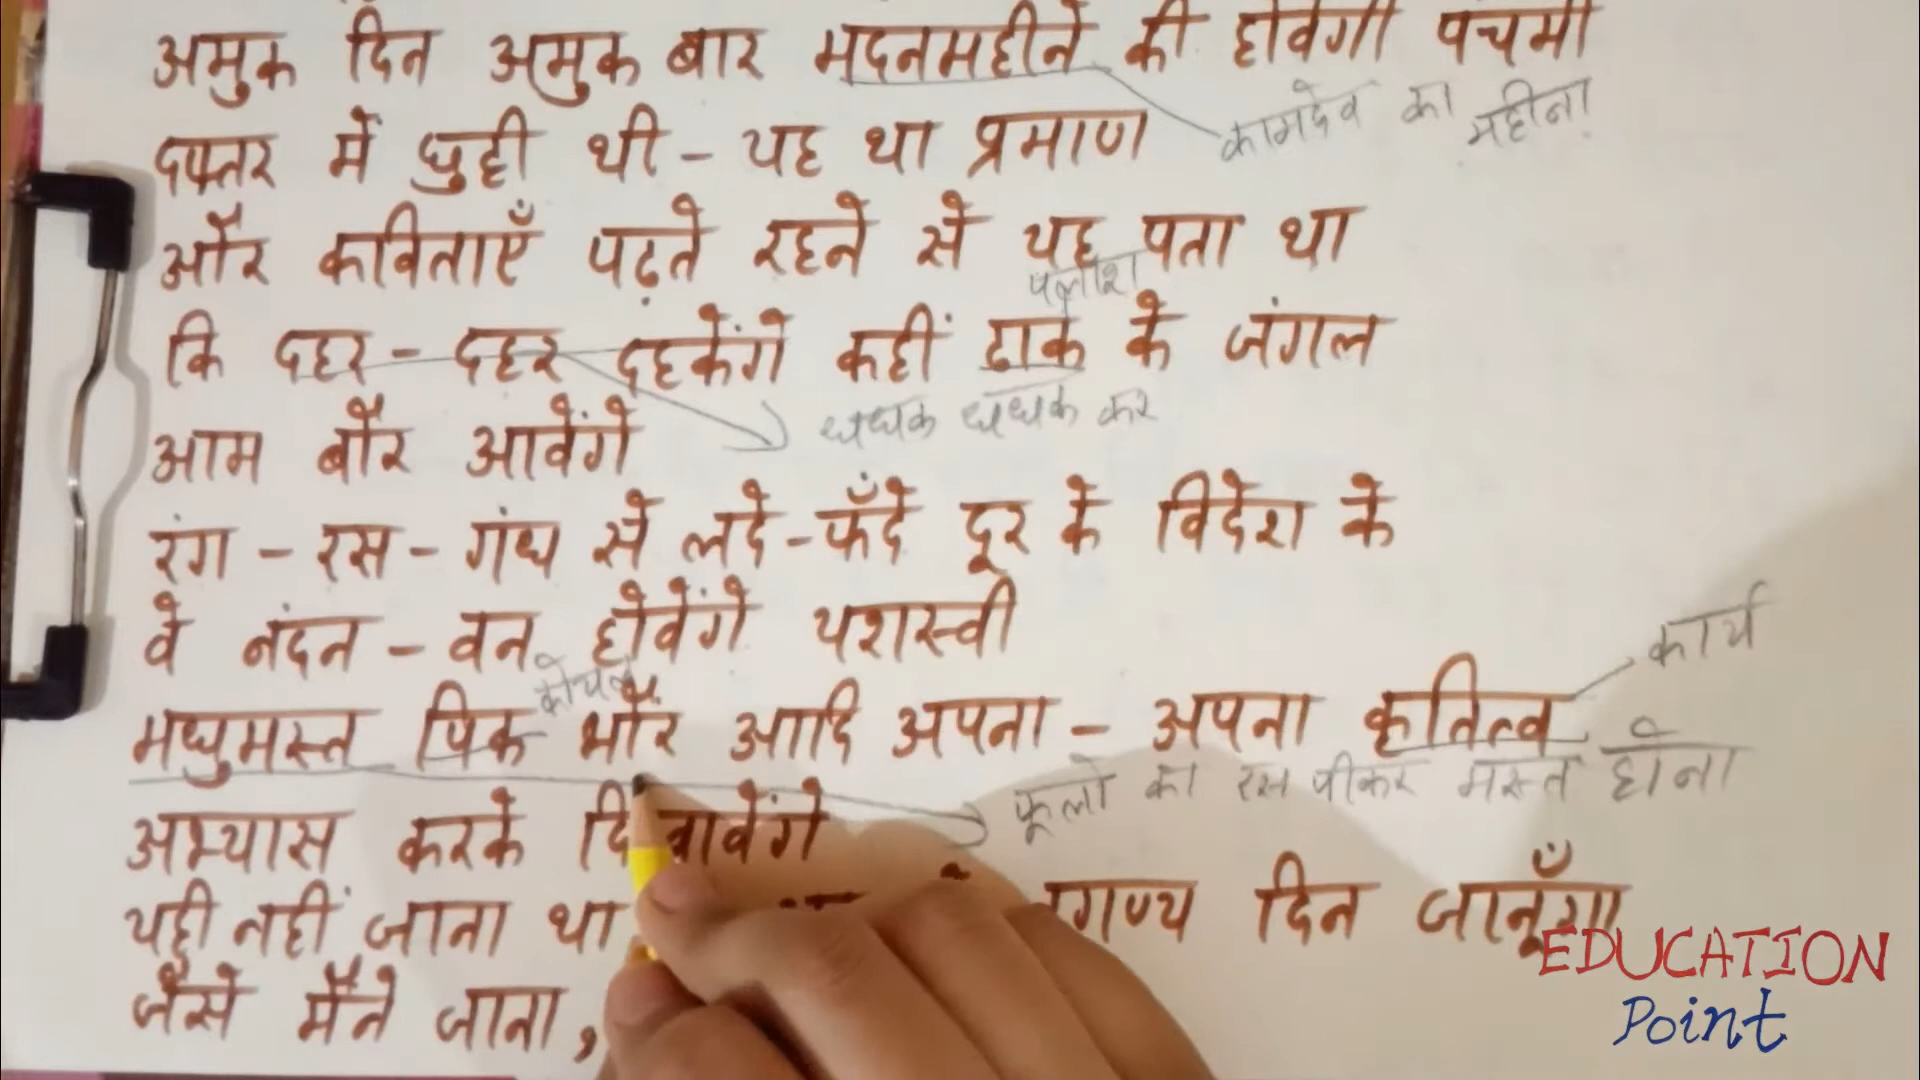 अमुक दिन अमुक बार मदनमहीने की होवेगी पंचमी
कामदेव का महीना
दफ्तर में छुट्टी थी - यह था प्रमाण
और कविताएँ पढ़ते रहने से यह पता था
पलाश
कि दहर - दहर दहकेंगे कहीं ढाक के जंगल
धधक धधक कर
आम बौर आवेंगे
रंग - रस - गंध से लदे - फँदे दूर के विदेश के
वे नंदन - वन होवेंगे यशस्वी
कार्य
कोयल
मधुमस्त पिक भौंर आदि अपना - अपना कृतित्व
फूलो का रस पीकर मस्त होना
अभ्यास करके दिखावेंगे
यही नहीं जाना था दिन जानूँगा
जैसे मैंने जाना,
EDUCATION
Point